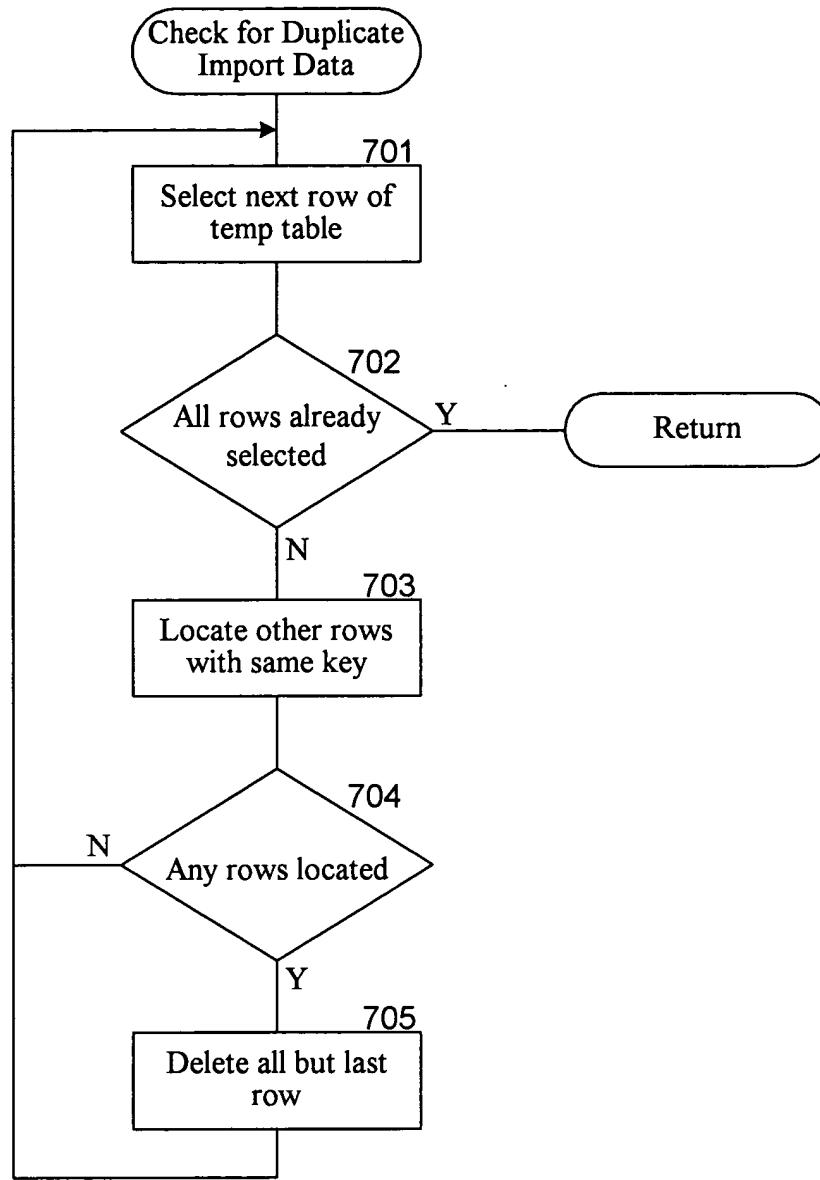 Check for Duplicate
Import Data
701
Select next row of
temp table
702
All rows already
selected
Y
Return
N
703
Locate other rows
with same key
704
N
Any rows located
Y
705
Delete all but last
row